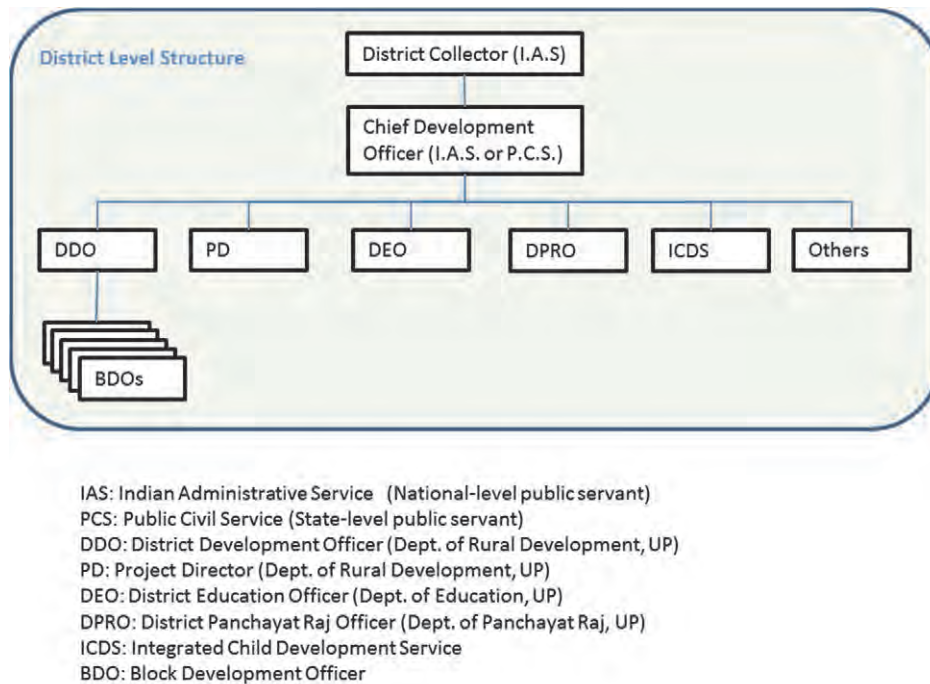 District Level Structure
District Collector (I.A.S)
Chief Development
Officer (I.A.S. or P.C.S.)
DDO
PD
DEO
DPRO
ICDS
Others
BDOs
IAS: Indian Administrative Service (National-level public servant)
PCS: Public Civil Service (State-level public servant)
DDO: District Development Officer (Dept. of Rural Development, UP)
PD: Project Director (Dept. of Rural Development, UP)
DEO: District Education Officer (Dept. of Education, UP)
DPRO: District Panchayat Raj Officer (Dept. of Panchayat Raj, UP)
ICDS: Integrated Child Development Service
BDO: Block Development Officer